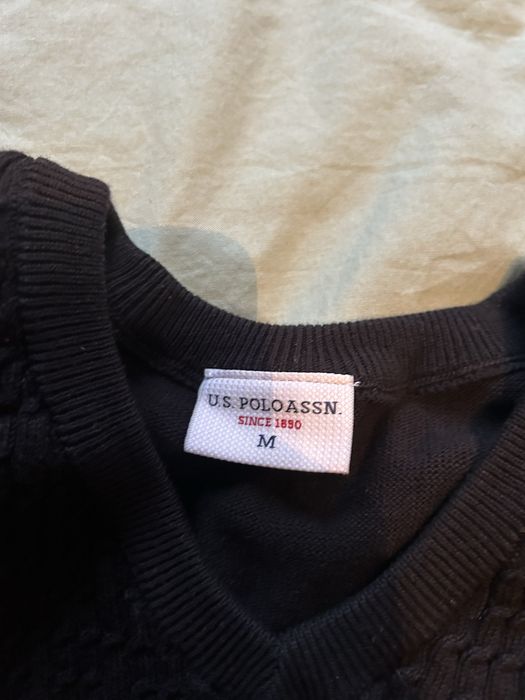 U.S. POLO ASSN.
SINCE 1890
M